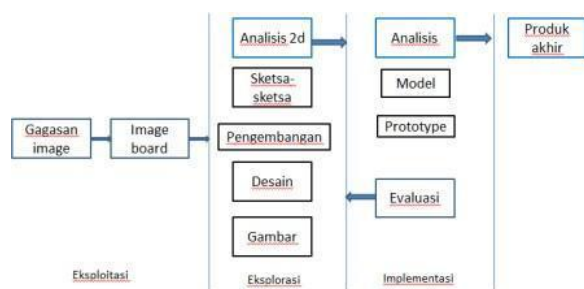 Gagasan
image
Image
board
Analisis 2d
Sketsa-
sketsa
Pengembangan
Desain
Gambar
Analisis
Model
Prototype
Evaluasi
Produk
akhir
Eksploitasi
Eksplorasi
Implementasi